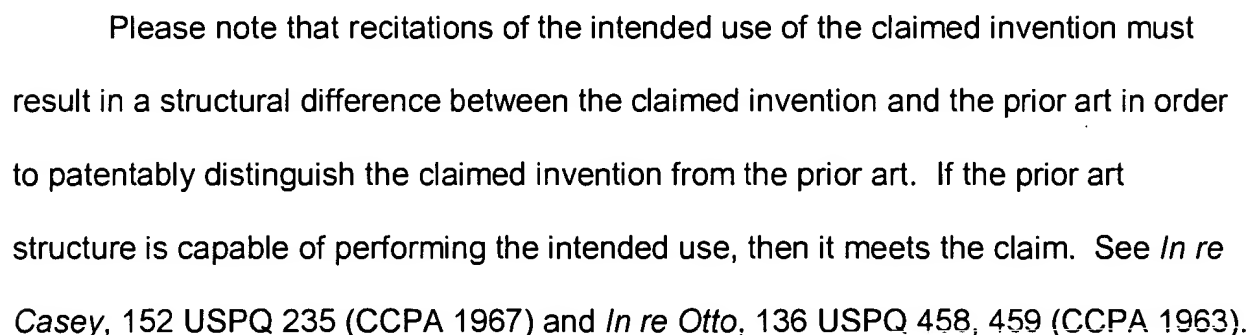 Please note that recitations of the intended use of the claimed invention must
result in a structural difference between the claimed invention and the prior art in order
to patentably distinguish the claimed invention from the prior art. If the prior art
structure is capable of performing the intended use, then it meets the claim. See In re
Casey, 152 USPQ 235 (CCPA 1967) and In re Otto, 136 USPQ 458, 459 (CCPA 1963).